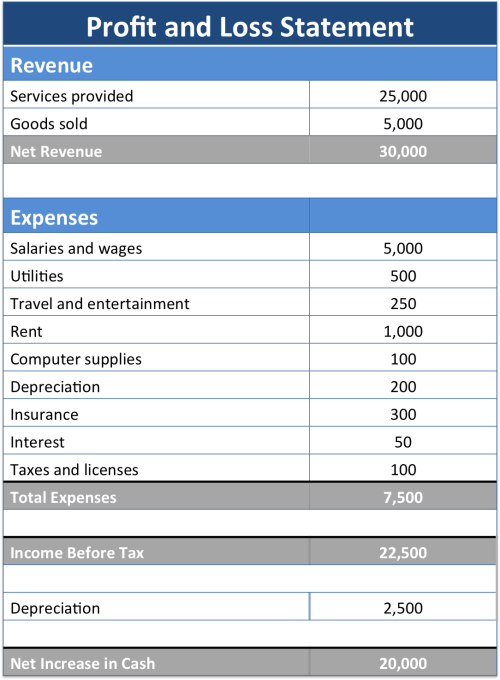 Profit and Loss Statement
Revenue
Services provided 25,000
Goods sold 5,000
Net Revenue 30,000
Expenses
Salaries and wages 5,000
Utilities 500
Travel and entertainment 250
Rent 1,000
Computer supplies 100
Depreciation 200
Insurance 300
Interest 50
Taxes and licenses 100
Total Expenses 7,500
Income Before Tax 22,500
Depreciation 2,500
Net Increase in Cash 20,000